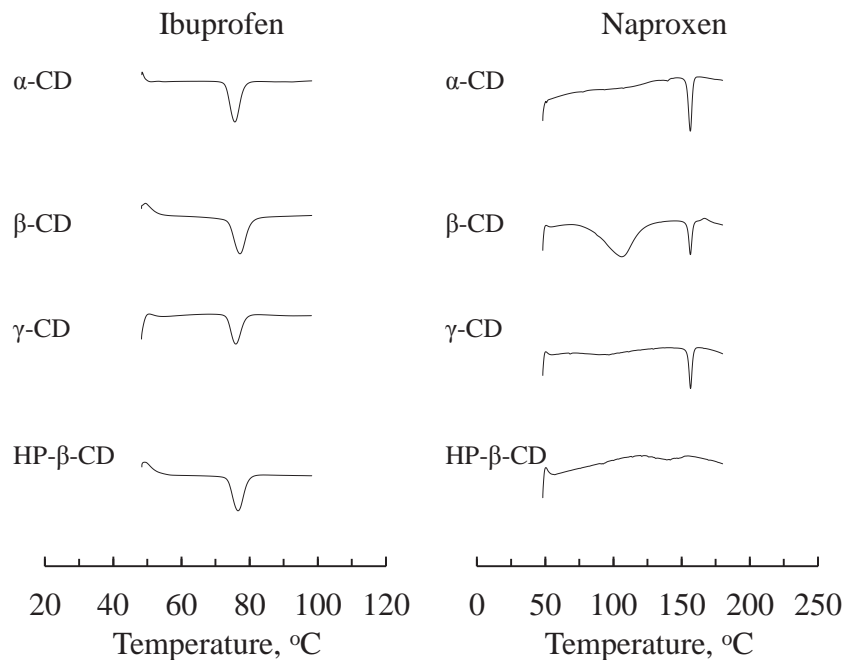 Ibuprofen Naproxen
α-CD α-CD
β-CD β-CD
γ-CD γ-CD
HP-β-CD HP-β-CD
20 40 60 80 100 120 0 50 100 150 200 250
Temperature, °C Temperature, °C